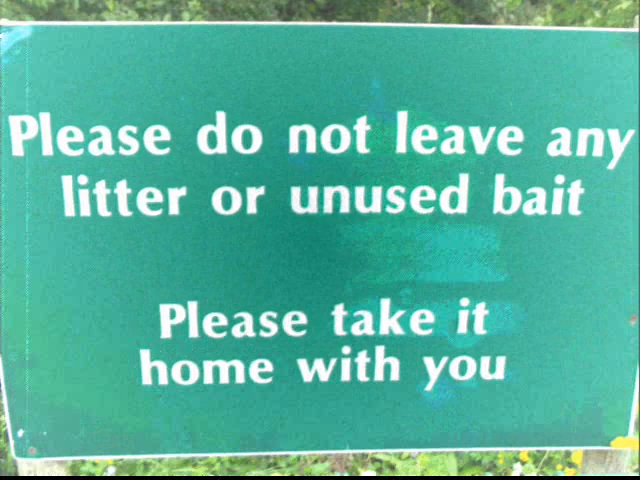 Please do not leave any
litter or unused bait
Please take it
home with you